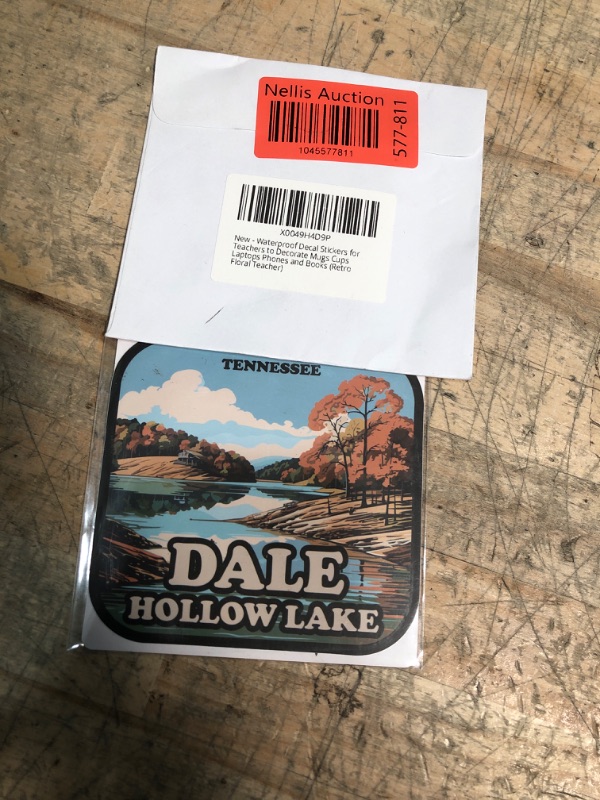 Nellis Auction
1045577811
577-811
X0049H4D9P
New - Waterproof Decal Stickers for
Teachers to Decorate Mugs Cups
Laptops Phones and Books (Retro
Floral Teacher)
TENNESSEE
DALE
HOLLOW LAKE